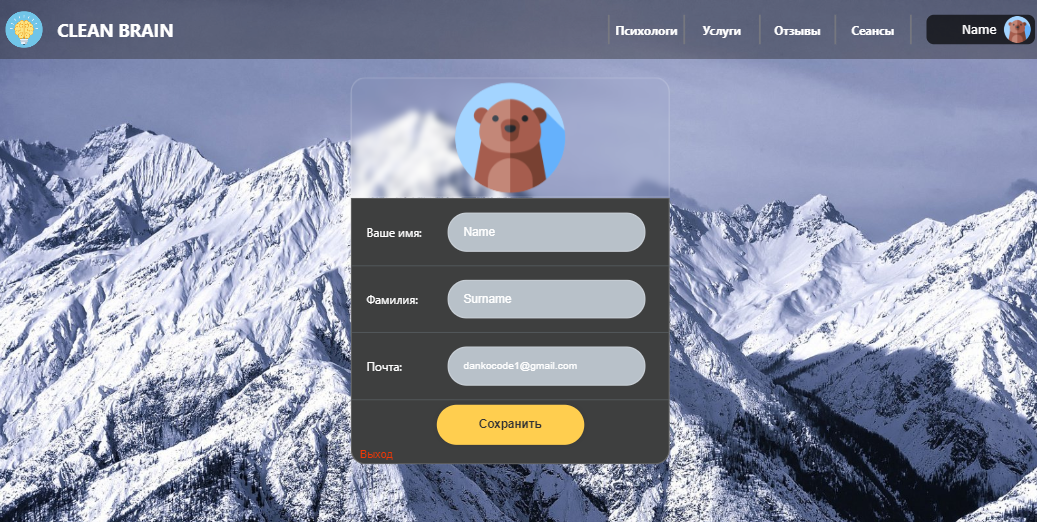 CLEAN BRAIN
Психологи
Услуги
Отзывы
Сеансы
Name
Ваше имя:
Name
Фамилия:
Surname
Почта:
dankocode1@gmail.com
Сохранить
Выход